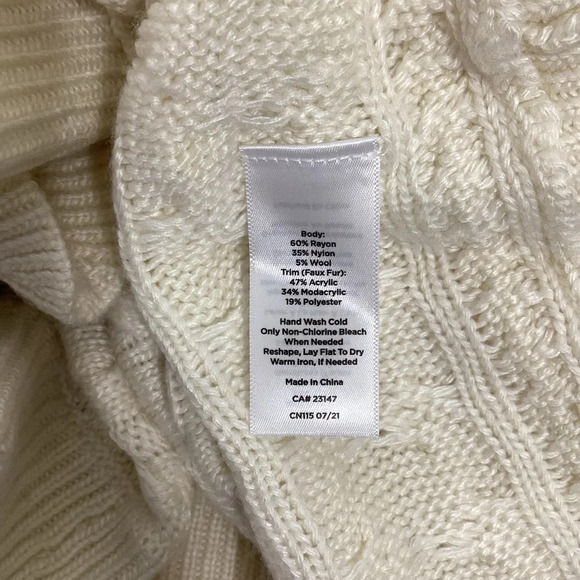 Body:
60% Rayon
35% Nylon
5% Wool
Trim (Faux Fur):
47% Acrylic
34% Modacrylic
19% Polyester
Hand Wash Cold
Only Non-Chlorine Bleach
When Needed
Reshape, Lay Flat To Dry
Warm Iron, If Needed
Made in China
CA# 23147
CN115 07/21